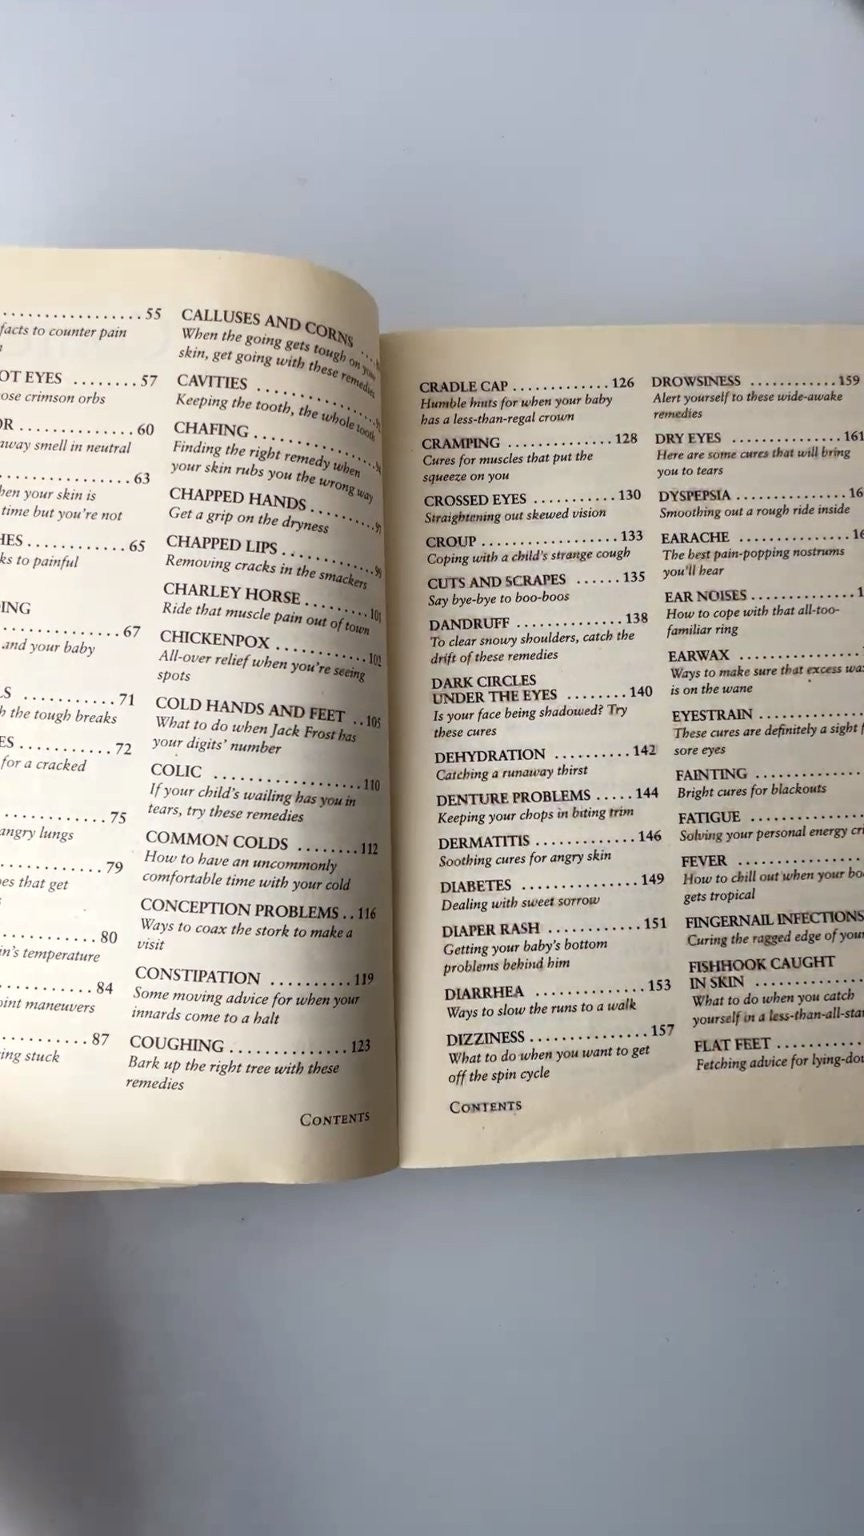 55
facts to counter pain
OT EYES ........57
ose crimson orbs
60
away smell in neutral
63
hen your skin is
time but you're not
HES ............65
ks to painful
ING
67
and your baby
LS ............71
h the tough breaks
ES ............72
for a cracked
75
angry lungs
79
es that get
80
in's temperature
84
oint maneuvers
87
ing stuck
CALLUSES AND CORNS
When the going gets tough on your
skin, get going with these remedies
CAVITIES
Keeping the tooth, the whole tooth
CHAFING
Finding the right remedy when
your skin rubs you the wrong way
CHAPPED HANDS
Get a grip on the dryness
CHAPPED LIPS
Removing cracks in the smackers
CHARLEY HORSE ........101
Ride that muscle pain out of town
CHICKENPOX ............102
All-over relief when you're seeing
spots
COLD HANDS AND FEET ..105
What to do when Jack Frost has
your digits' number
COLIC ..................110
If your child's wailing has you in
tears, try these remedies
COMMON COLDS ........112
How to have an uncommonly
comfortable time with your cold
CONCEPTION PROBLEMS..116
Ways to coax the stork to make a
visit
CONSTIPATION ............119
Some moving advice for when your
innards come to a halt
COUGHING...............123
Bark up the right tree with these
remedies
CONTENTS
CRADLE CAP ............126
Humble hints for when your baby
has a less-than-regal crown
CRAMPING ..............128
Cures for muscles that put the
squeeze on you
CROSSED EYES ..........130
Straightening out skewed vision
CROUP ..................133
Coping with a child's strange cough
CUTS AND SCRAPES ......135
Say bye-bye to boo-boos
DANDRUFF ..............138
To clear snowy shoulders, catch the
drift of these remedies
DARK CIRCLES
UNDER THE EYES ........140
Is your face being shadowed? Try
these cures
DEHYDRATION ..........142
Catching a runaway thirst
DENTURE PROBLEMS .....144
Keeping your chops in biting trim
DERMATITIS .............146
Soothing cures for angry skin
DIABETES ................149
Dealing with sweet sorrow
DIAPER RASH ............151
Getting your baby's bottom
problems behind him
DIARRHEA ..............153
Ways to slow the runs to a walk
DIZZINESS...............157
What to do when you want to get
off the spin cycle
CONTENTS
DROWSINESS ...........159
Alert yourself to these wide-awake
remedies
DRY EYES ..............161
Here are some cures that will bring
you to tears
DYSPEPSIA
Smoothing out a rough ride inside
EARACHE
The best pain-popping nostrums
you'll hear
EAR NOISES
How to cope with that all-too-
familiar ring
EARWAX
Ways to make sure that excess wax
is on the wane
EYESTRAIN
These cures are definitely a sight
sore eyes
FAINTING
Bright cures for blackouts
FATIGUE
Solving your personal energy
FEVER
How to chill out when your
gets tropical
FINGERNAIL INFECTIONS
Curing the ragged edge of your
FISHHOOK CAUGHT
IN SKIN
What to do when you catch
yourself in a less-than-all-star
FLAT FEET
Fetching advice for